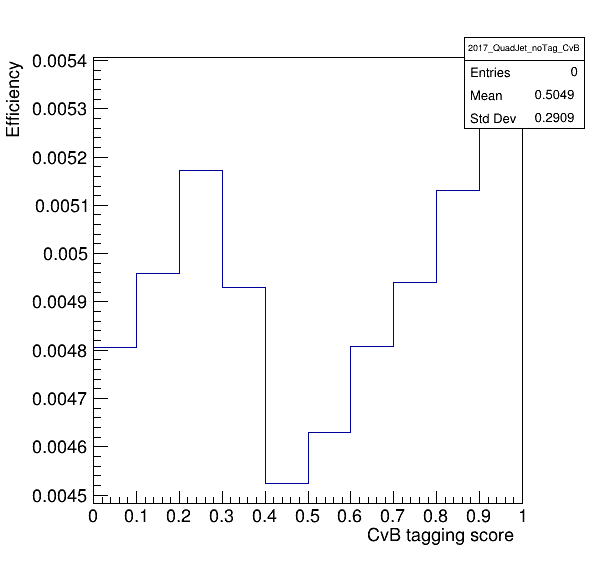 2017_QuadJet_noTag_CvB
Entries 0
Mean 0.5049
Std Dev 0.2909
Efficiency
0.0054
0.0053
0.0052
0.0051
0.005
0.0049
0.0048
0.0047
0.0046
0.0045
0 0.1 0.2 0.3 0.4 0.5 0.6 0.7 0.8 0.9 1
CvB tagging score